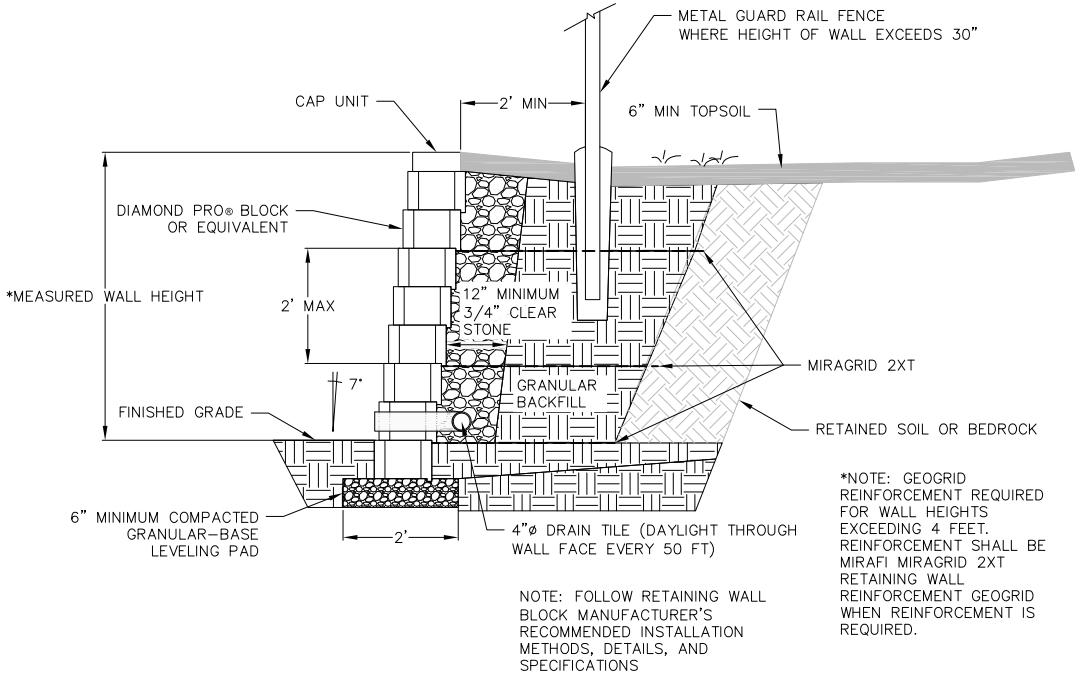 METAL GUARD RAIL FENCE
WHERE HEIGHT OF WALL EXCEEDS 30”
CAP UNIT
2’ MIN
6” MIN TOPSOIL
DIAMOND PRO® BLOCK
OR EQUIVALENT
*MEASURED WALL HEIGHT
2’ MAX
12” MINIMUM
3/4” CLEAR
STONE
MIRAGRID 2XT
7°
GRANULAR
BACKFILL
FINISHED GRADE
RETAINED SOIL OR BEDROCK
6” MINIMUM COMPACTED
GRANULAR-BASE
LEVELING PAD
2’
4”ø DRAIN TILE (DAYLIGHT THROUGH
WALL FACE EVERY 50 FT)
*NOTE: GEOGRID
REINFORCEMENT REQUIRED
FOR WALL HEIGHTS
EXCEEDING 4 FEET.
REINFORCEMENT SHALL BE
MIRAFI MIRAGRID 2XT
RETAINING WALL
REINFORCEMENT GEOGRID
WHEN REINFORCEMENT IS
REQUIRED.
NOTE: FOLLOW RETAINING WALL
BLOCK MANUFACTURER’S
RECOMMENDED INSTALLATION
METHODS, DETAILS, AND
SPECIFICATIONS